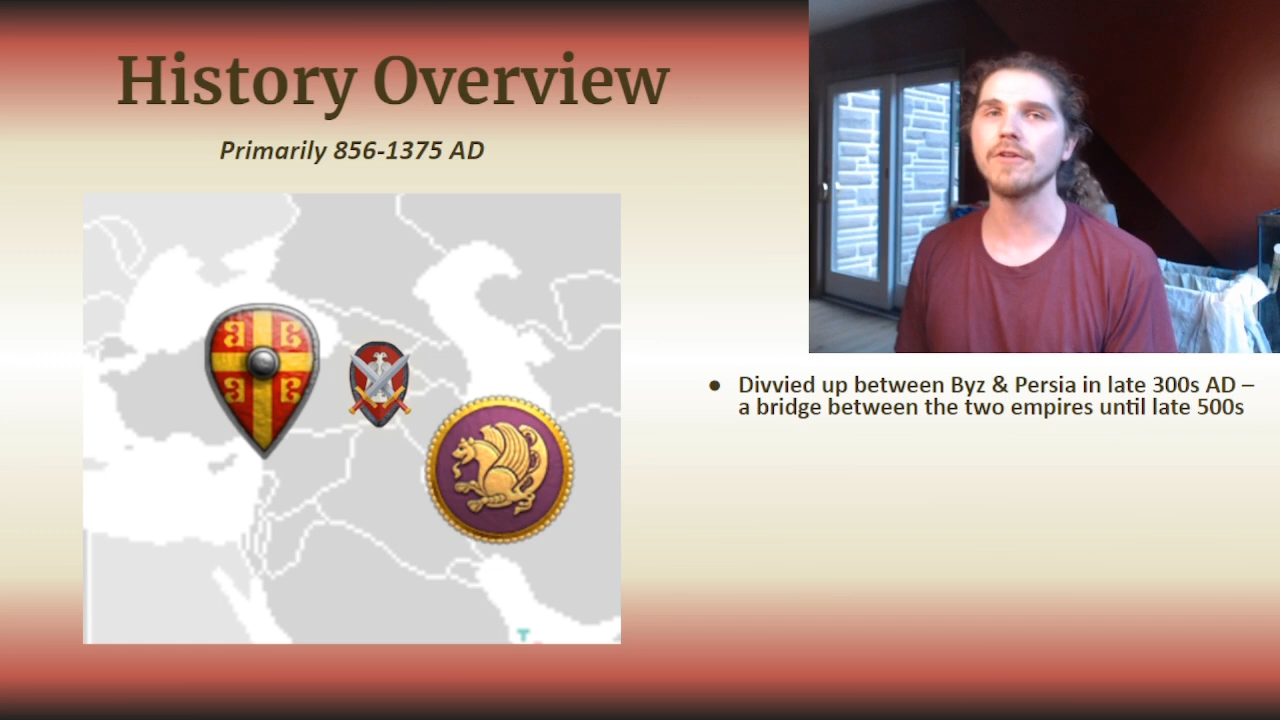 History Overview
Primarily 856-1375 AD
● Divvied up between Byz & Persia in late 300s AD –
a bridge between the two empires until late 500s
T